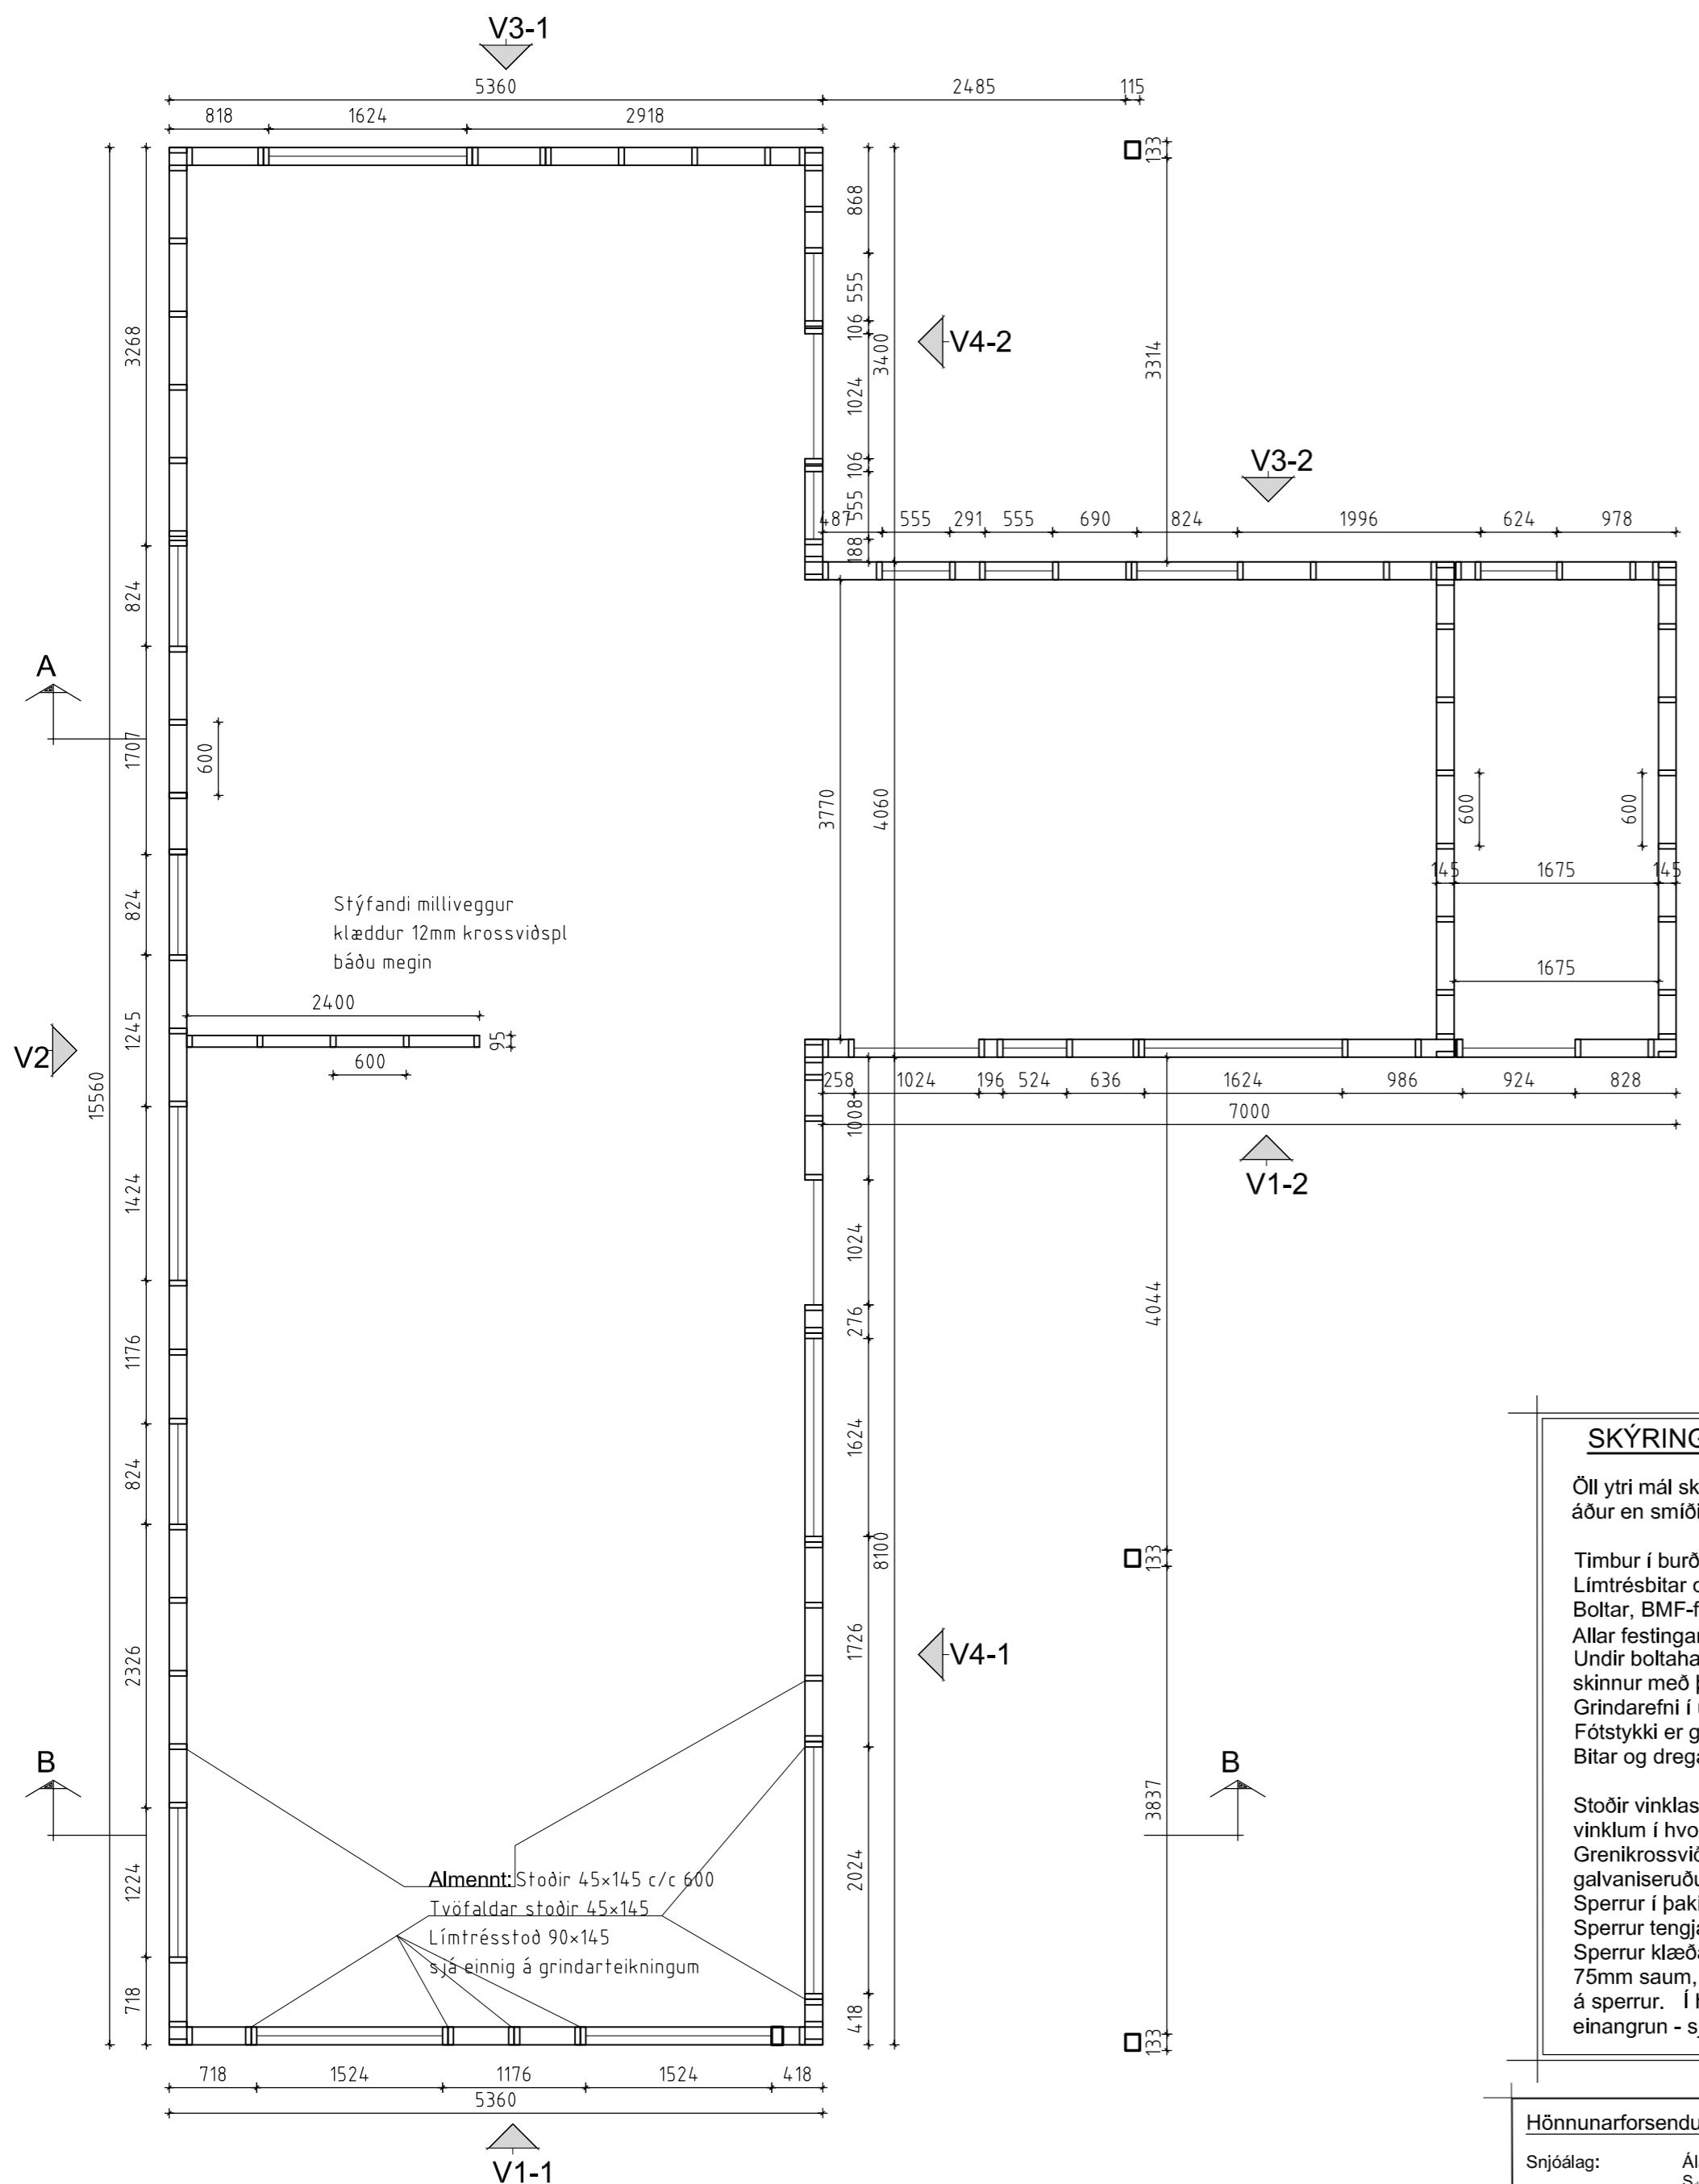 V3-1
5360
2485
115
818
1624
2918
133
868
555
106
1024
106
555
188
3400
V4-2
3314
V3-2
487
555
291
555
690
824
1996
624
978
3268
824
A
1707
600
3770
4060
600
600
145
1675
145
1675
824
Stýfandi milliveggur
klæddur 12mm krossviðspl
báðu megin
2400
95
600
1245
V2
15560
258
1024
196
524
636
1624
986
924
828
7000
V1-2
1008
1424
1024
276
4044
1176
824
1624
8100
133
1726
V4-1
2326
B
B
3837
2024
1224
Almennt: Stoðir 45×145 c/c 600
Tvöfaldar stoðir 45×145
Límtrésstoð 90×145
sjá einnig á grindarteikningum
718
418
133
718
1524
1176
1524
418
5360
V1-1
SKÝRING
Öll ytri mál sk
áður en smíði
Timbur í burð
Límtrésbitar o
Boltar, BMF-f
Allar festingar
Undir boltaha
skinnur með þ
Grindarefni í u
Fótstykki er g
Bitar og drega
Stoðir vinklas
vinklum í hvo
Grenikrossvið
galvaniseruðu
Sperrur í þaki
Sperrur tengja
Sperrur klæða
75mm saum,
á sperrur. Í h
einangrun - sj
Hönnunarforsendu
Snjóálag: Ál